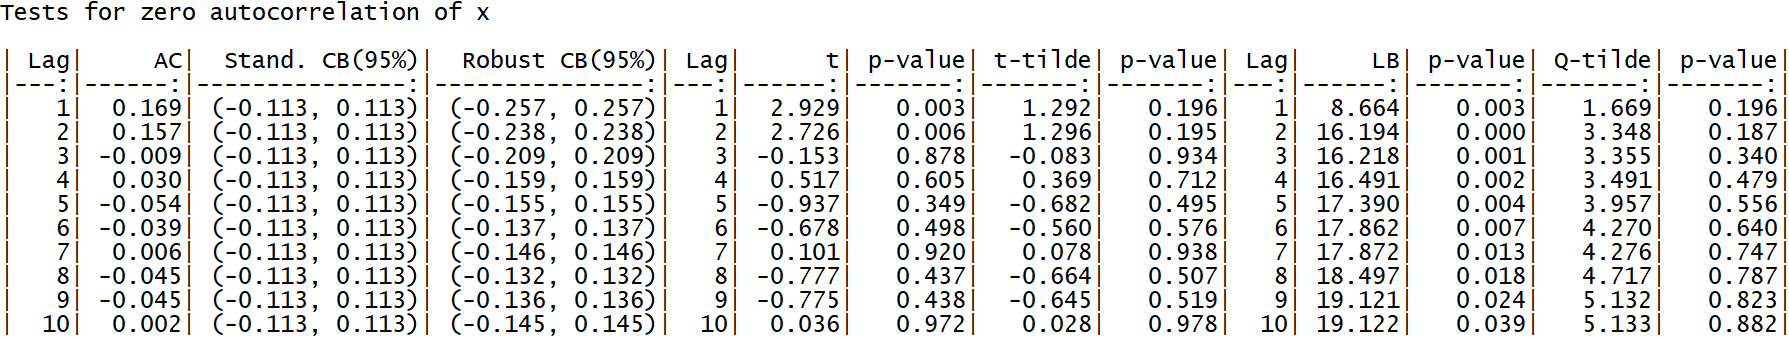 Tests for zero autocorrelation of x
| Lag| AC| Stand. CB(95%)| Robust CB(95%)| Lag| t| p-value| t-tilde| p-value| Lag| LB| p-value| Q-tilde| p-value|
|---:|------:|---------------:|---------------:|---:|------:|-------:|-------:|-------:|---:|------:|-------:|-------:|-------:|
| 1| 0.169| (-0.113, 0.113)| (-0.257, 0.257)| 1| 2.929| 0.003| 1.292| 0.196| 1| 8.664| 0.003| 1.669| 0.196|
| 2| 0.157| (-0.113, 0.113)| (-0.238, 0.238)| 2| 2.726| 0.006| 1.296| 0.195| 2| 16.194| 0.000| 3.348| 0.187|
| 3| -0.009| (-0.113, 0.113)| (-0.209, 0.209)| 3| -0.153| 0.878| -0.083| 0.934| 3| 16.218| 0.001| 3.355| 0.340|
| 4| 0.030| (-0.113, 0.113)| (-0.159, 0.159)| 4| 0.517| 0.605| 0.369| 0.712| 4| 16.491| 0.002| 3.491| 0.479|
| 5| -0.054| (-0.113, 0.113)| (-0.155, 0.155)| 5| -0.937| 0.349| -0.682| 0.495| 5| 17.390| 0.004| 3.957| 0.556|
| 6| -0.039| (-0.113, 0.113)| (-0.137, 0.137)| 6| -0.678| 0.498| -0.560| 0.576| 6| 17.862| 0.007| 4.270| 0.640|
| 7| 0.006| (-0.113, 0.113)| (-0.146, 0.146)| 7| 0.101| 0.920| 0.078| 0.938| 7| 17.872| 0.013| 4.276| 0.747|
| 8| -0.045| (-0.113, 0.113)| (-0.132, 0.132)| 8| -0.777| 0.437| -0.664| 0.507| 8| 18.497| 0.018| 4.717| 0.787|
| 9| -0.045| (-0.113, 0.113)| (-0.136, 0.136)| 9| -0.775| 0.438| -0.645| 0.519| 9| 19.121| 0.024| 5.132| 0.823|
| 10| 0.002| (-0.113, 0.113)| (-0.145, 0.145)| 10| 0.036| 0.972| 0.028| 0.978| 10| 19.122| 0.039| 5.133| 0.882|